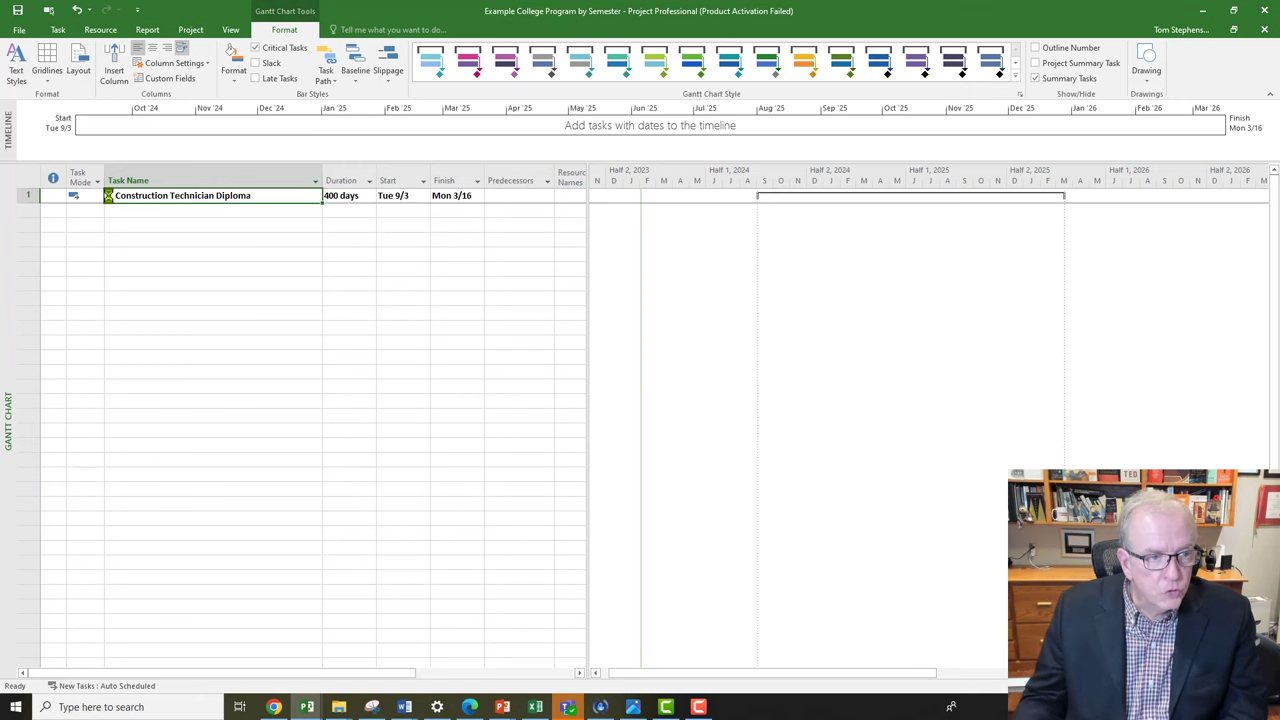 Gantt Chart Tools
Example College Program by Semester - Project Professional (Product Activation Failed)
File Task Resource Report Project View Format Tell me what you want to do Tom Stephens...
Text Styles
Gridlines
Layout
Format
Insert Column
Column Settings
Custom Fields
Columns
Format
Critical Tasks
Slack
Late Tasks
Task Path
Baseline
Slippage
Bar Styles
Gantt Chart Style
Outline Number
Project Summary Task
Summary Tasks
Show/Hide
Drawing
Drawings
TIMELINE
Oct '24 Nov '24 Dec '24 Jan '25 Feb '25 Mar '25 Apr '25 May '25 Jun '25 Jul '25 Aug '25 Sep '25 Oct '25 Nov '25 Dec '25 Jan '26 Feb '26 Mar '26
Start
Tue 9/3
Add tasks with dates to the timeline
Finish
Mon 3/16
Task Mode Task Name Duration Start Finish Predecessors Resource Names
Half 2, 2023 Half 1, 2024 Half 2, 2024 Half 1, 2025 Half 2, 2025 Half 1, 2026 Half 2, 2026
N D J F M A M J J A S O N D J F M A M J J A S O N D J F M A M J J A S O N D J F M
1 Construction Technician Diploma 400 days Tue 9/3 Mon 3/16
GANTT CHART
TED
Ready New Tasks : Auto Scheduled
Type here to search